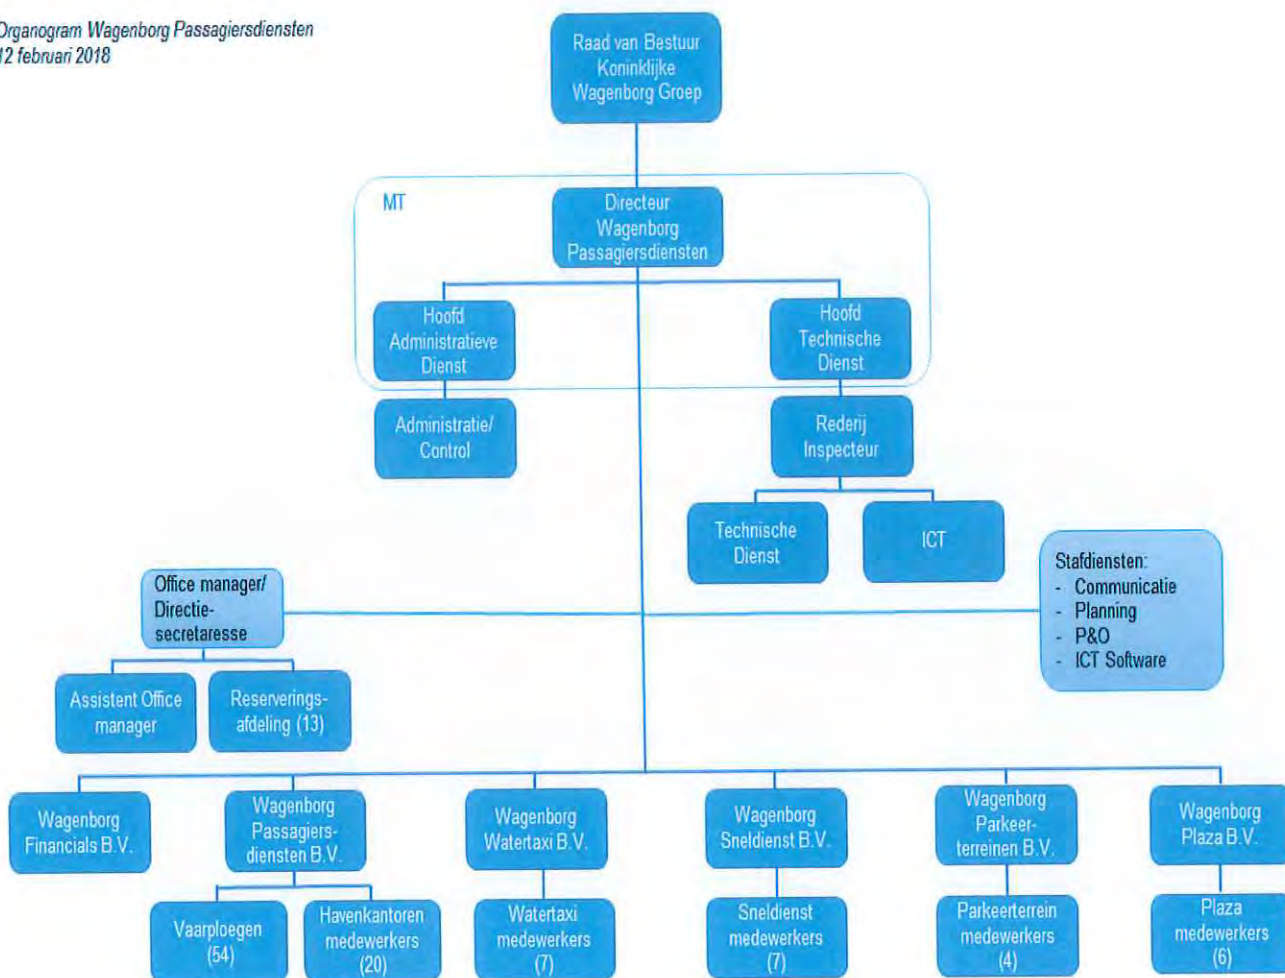 Organogram Wagenborg Passagiersdiensten
12 februari 2018
Raad van Bestuur
Koninklijke
Wagenborg Groep
MT
Directeur
Wagenborg
Passagiersdiensten
Hoofd
Administratieve
Dienst
Hoofd
Technische
Dienst
Administratie/
Control
Rederij
Inspecteur
Technische
Dienst
ICT
Office manager/
Directie-
secretaresse
Stafdiensten:
- Communicatie
- Planning
- P&O
- ICT Software
Assistent Office
manager
Reserverings-
afdeling (13)
Wagenborg
Financials B.V.
Wagenborg
Passagiers-
diensten B.V.
Wagenborg
Watertaxi B.V.
Wagenborg
Sneldienst B.V.
Wagenborg
Parkeer-
terreinen B.V.
Wagenborg
Plaza B.V.
Vaarploegen
(54)
Havenkantoren
medewerkers
(20)
Watertaxi
medewerkers
(7)
Sneldienst
medewerkers
(7)
Parkeerterrein
medewerkers
(4)
Plaza
medewerkers
(6)